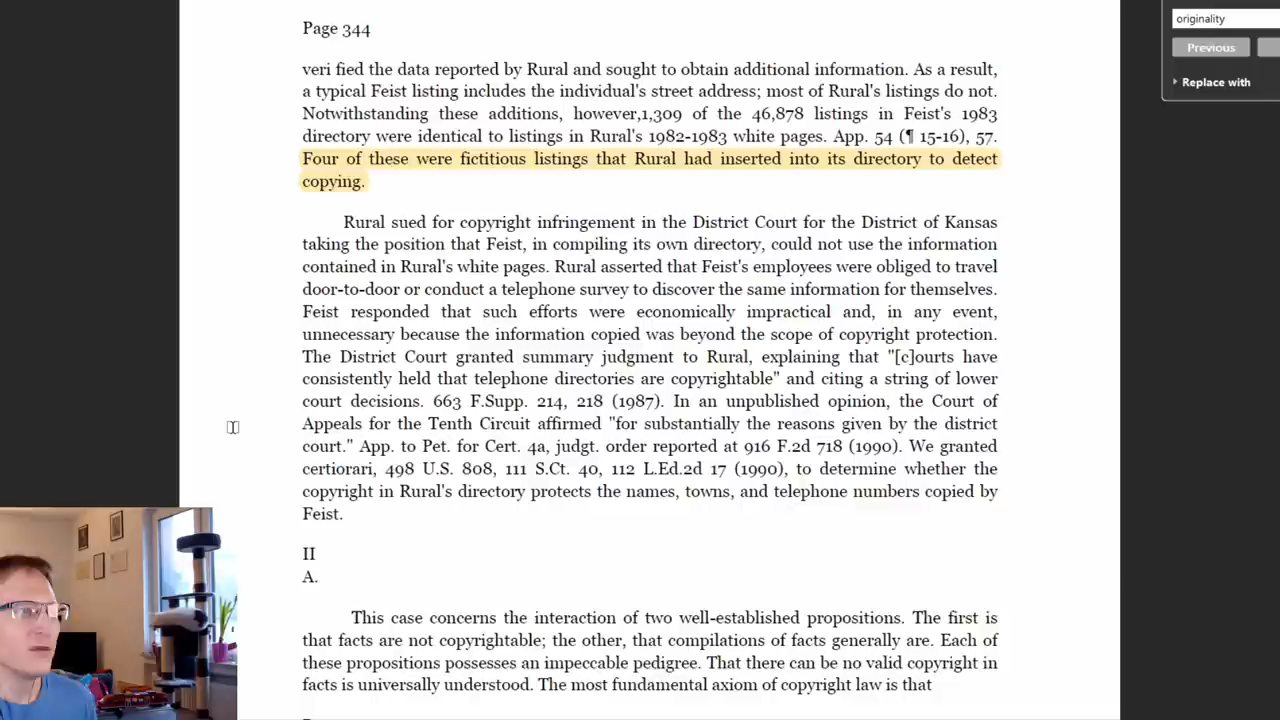 Page 344
veri fied the data reported by Rural and sought to obtain additional information. As a result,
a typical Feist listing includes the individual's street address; most of Rural's listings do not.
Notwithstanding these additions, however,1,309 of the 46,878 listings in Feist's 1983
directory were identical to listings in Rural's 1982-1983 white pages. App. 54 (¶ 15-16), 57.
Four of these were fictitious listings that Rural had inserted into its directory to detect
copying.
Rural sued for copyright infringement in the District Court for the District of Kansas
taking the position that Feist, in compiling its own directory, could not use the information
contained in Rural's white pages. Rural asserted that Feist's employees were obliged to travel
door-to-door or conduct a telephone survey to discover the same information for themselves.
Feist responded that such efforts were economically impractical and, in any event,
unnecessary because the information copied was beyond the scope of copyright protection.
The District Court granted summary judgment to Rural, explaining that "[c]ourts have
consistently held that telephone directories are copyrightable" and citing a string of lower
court decisions. 663 F.Supp. 214, 218 (1987). In an unpublished opinion, the Court of
Appeals for the Tenth Circuit affirmed "for substantially the reasons given by the district
court." App. to Pet. for Cert. 4a, judgt. order reported at 916 F.2d 718 (1990). We granted
certiorari, 498 U.S. 808, 111 S.Ct. 40, 112 L.Ed.2d 17 (1990), to determine whether the
copyright in Rural's directory protects the names, towns, and telephone numbers copied by
Feist.
II
A.
This case concerns the interaction of two well-established propositions. The first is
that facts are not copyrightable; the other, that compilations of facts generally are. Each of
these propositions possesses an impeccable pedigree. That there can be no valid copyright in
facts is universally understood. The most fundamental axiom of copyright law is that
originality
Previous
Replace with